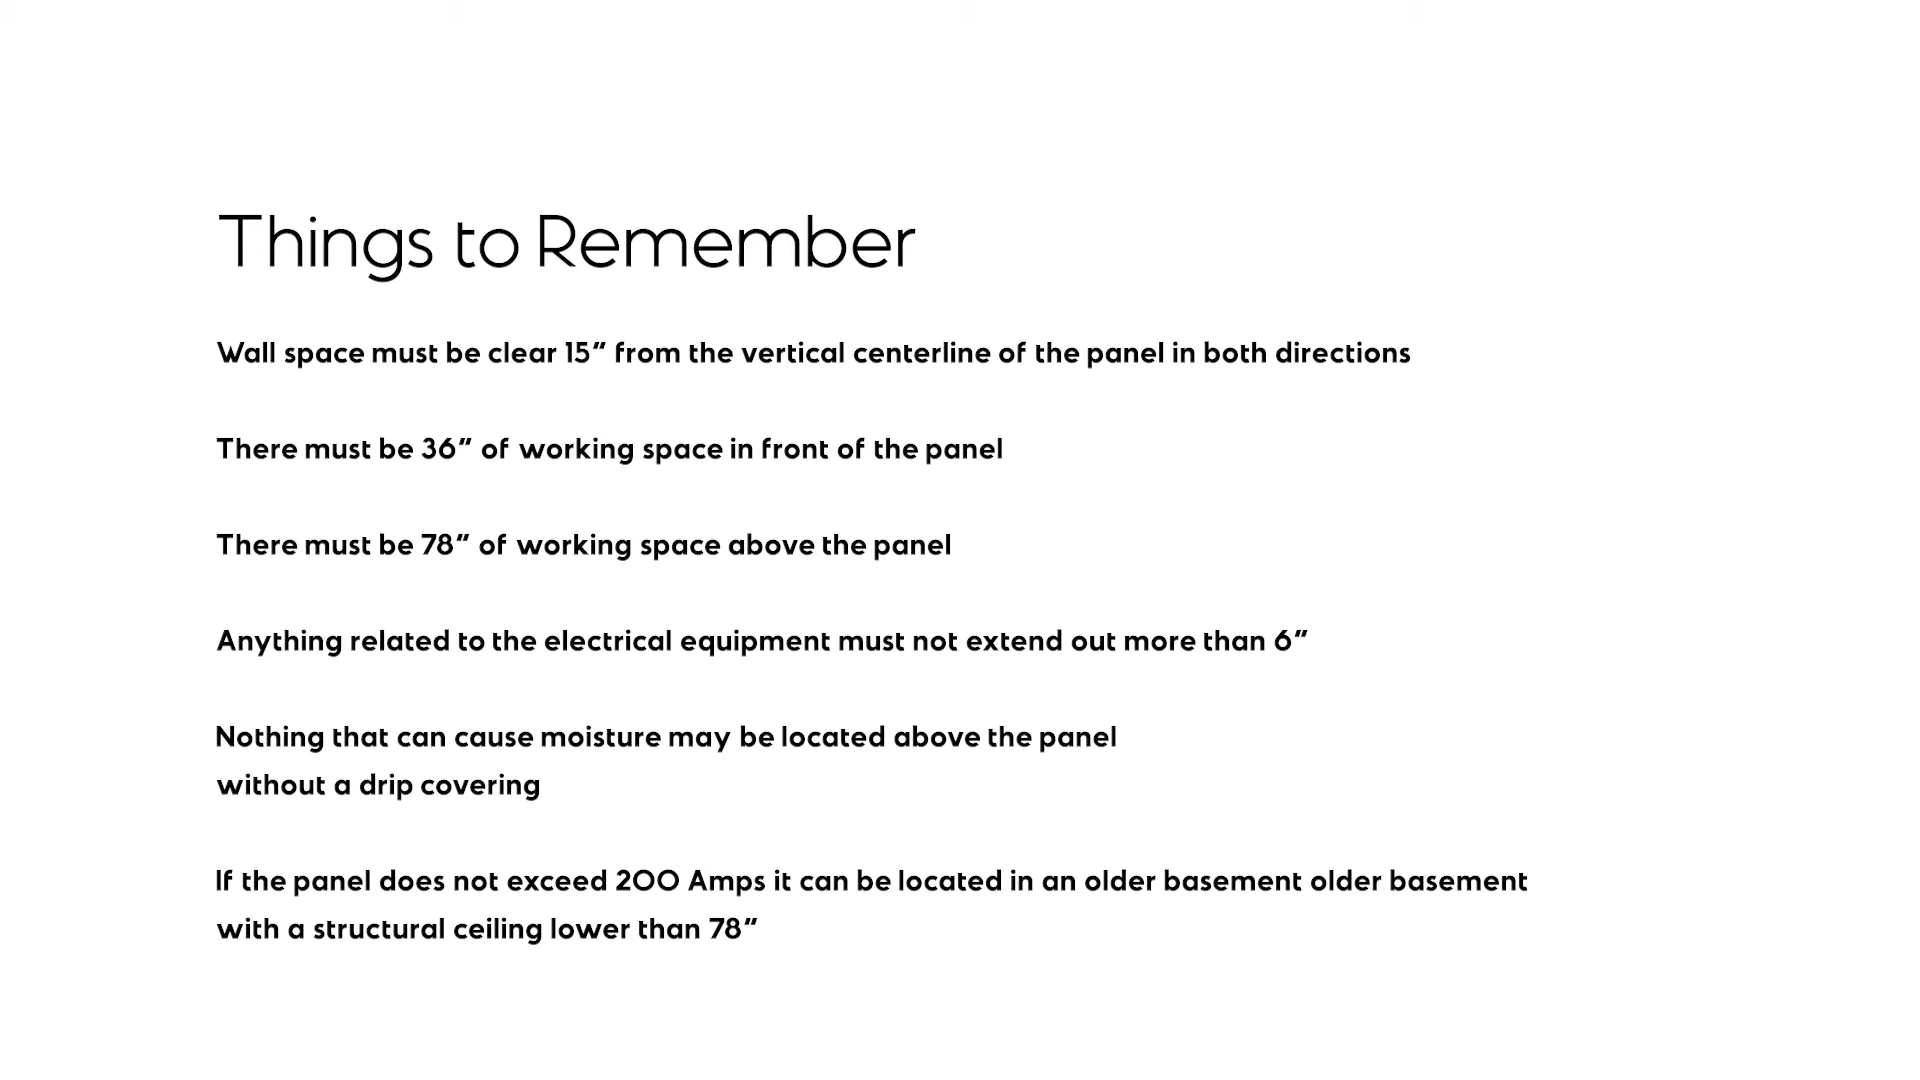 Things to Remember
Wall space must be clear 15” from the vertical centerline of the panel in both directions
There must be 36” of working space in front of the panel
There must be 78” of working space above the panel
Anything related to the electrical equipment must not extend out more than 6”
Nothing that can cause moisture may be located above the panel
without a drip covering
If the panel does not exceed 200 Amps it can be located in an older basement older basement
with a structural ceiling lower than 78”